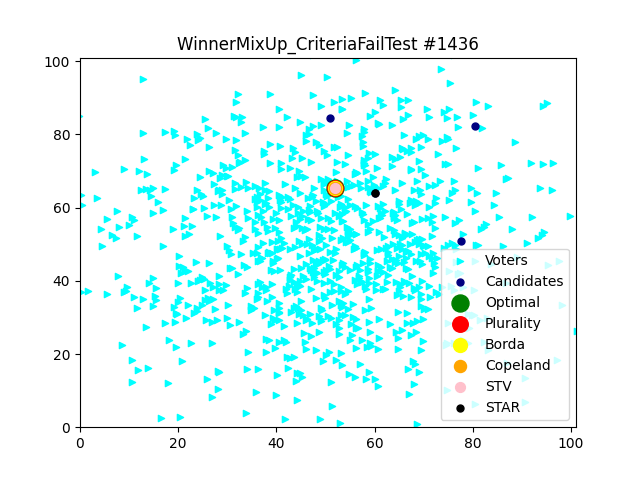 WinnerMixUp_CriteriaFailTest #1436
100
80
60
40
20
0
0 20 40 60 80 100
Voters
Candidates
Optimal
Plurality
Borda
Copeland
STV
STAR